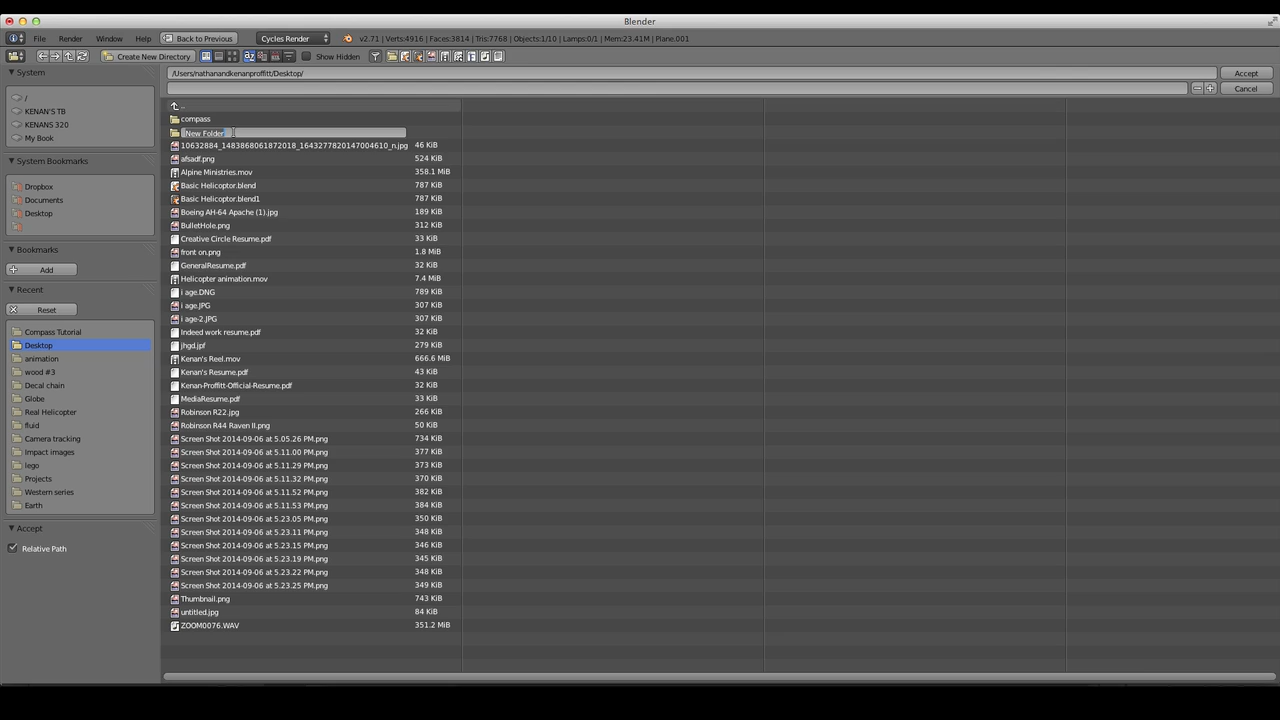 Blender
File Render Window Help Back to Previous Cycles Render v2.71 | Verts:4916 | Faces:3814 | Tris:7768 | Objects:1/10 | Lamps:0/1 | Mem:23.41M | Plane.001
Create New Directory Show Hidden
System
/
KENAN'S TB
KENANS 320
My Book
System Bookmarks
Dropbox
Documents
Desktop
Bookmarks
Add
Recent
Reset
Compass Tutorial
Desktop
animation
wood #3
Decal chain
Globe
Real Helicopter
fluid
Camera tracking
Impact images
lego
Projects
Western series
Earth
Accept
Relative Path
/Users/nathanandkenanproffitt/Desktop/ Accept
Cancel
..
compass
New Folder
10632884_1483868061872018_1643277820147004610_n.jpg 46 KiB
afsadf.png 524 KiB
Alpine Ministries.mov 358.1 MiB
Basic Helicoptor.blend 787 KiB
Basic Helicoptor.blend1 787 KiB
Boeing AH-64 Apache (1).jpg 189 KiB
BulletHole.png 312 KiB
Creative Circle Resume.pdf 33 KiB
front on.png 1.8 MiB
GeneralResume.pdf 32 KiB
Helicopter animation.mov 7.4 MiB
i age.DNG 789 KiB
i age.JPG 307 KiB
i age-2.JPG 307 KiB
Indeed work resume.pdf 32 KiB
jhgd.jpf 279 KiB
Kenan's Reel.mov 666.6 MiB
Kenan's Resume.pdf 43 KiB
Kenan-Proffitt-Official-Resume.pdf 32 KiB
MediaResume.pdf 33 KiB
Robinson R22.jpg 266 KiB
Robinson R44 Raven II.png 50 KiB
Screen Shot 2014-09-06 at 5.05.26 PM.png 734 KiB
Screen Shot 2014-09-06 at 5.11.00 PM.png 377 KiB
Screen Shot 2014-09-06 at 5.11.29 PM.png 373 KiB
Screen Shot 2014-09-06 at 5.11.32 PM.png 370 KiB
Screen Shot 2014-09-06 at 5.11.52 PM.png 382 KiB
Screen Shot 2014-09-06 at 5.11.53 PM.png 384 KiB
Screen Shot 2014-09-06 at 5.23.05 PM.png 350 KiB
Screen Shot 2014-09-06 at 5.23.11 PM.png 348 KiB
Screen Shot 2014-09-06 at 5.23.15 PM.png 346 KiB
Screen Shot 2014-09-06 at 5.23.19 PM.png 345 KiB
Screen Shot 2014-09-06 at 5.23.22 PM.png 348 KiB
Screen Shot 2014-09-06 at 5.23.25 PM.png 349 KiB
Thumbnail.png 743 KiB
untitled.jpg 84 KiB
ZOOM0076.WAV 351.2 MiB